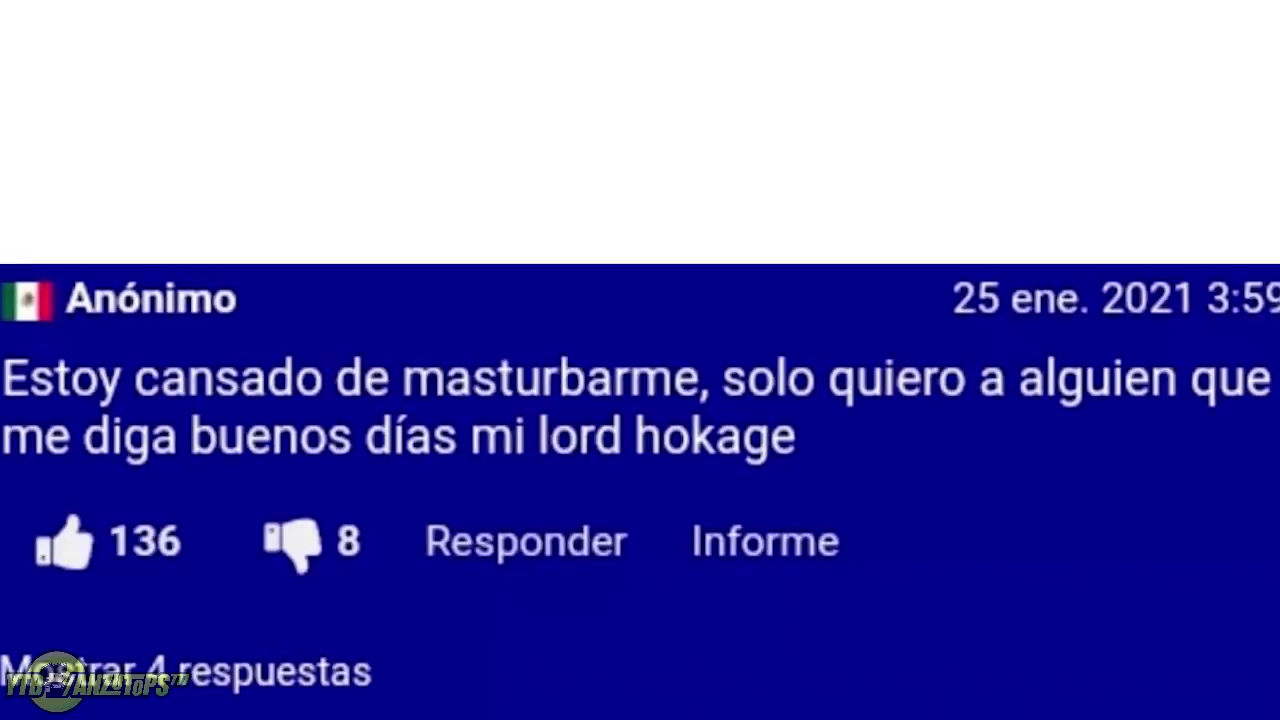 Anónimo 25 ene. 2021 3:59
Estoy cansado de masturbarme, solo quiero a alguien que
me diga buenos días mi lord hokage
136 8 Responder Informe
Mostrar 4 respuestas